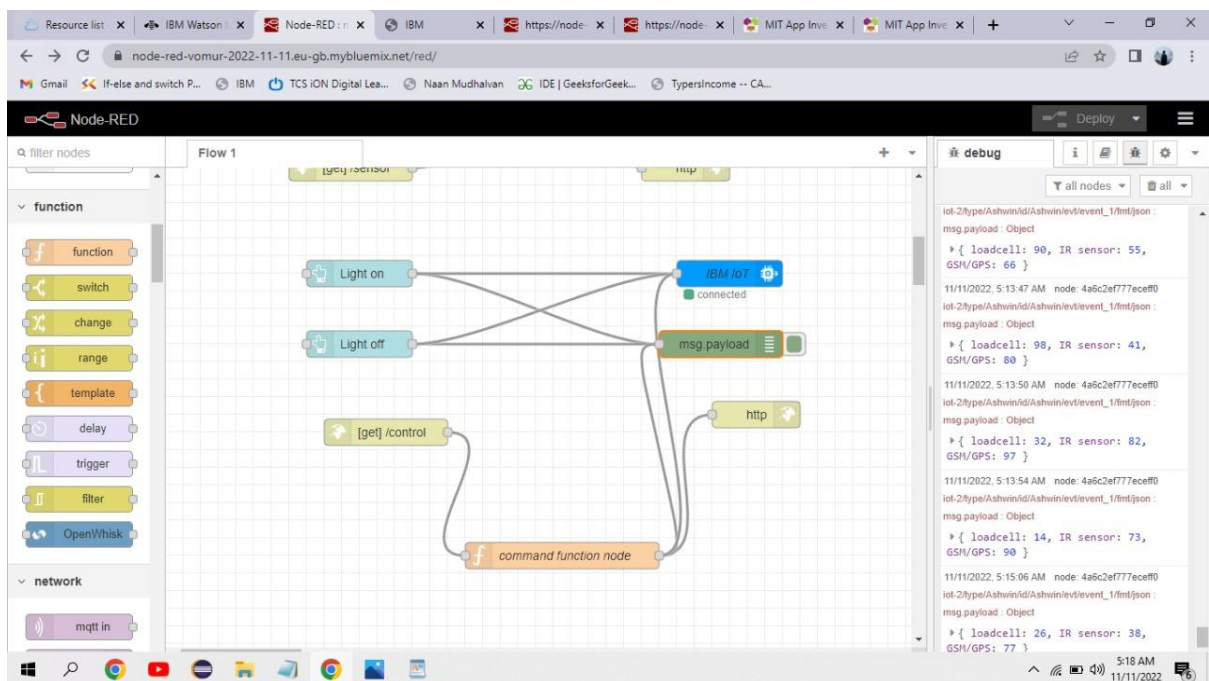 Resource list
IBM Watson I
Node-RED : n
IBM
https://node-
https://node-
MIT App Inve
MIT App Inve
node-red-vomur-2022-11-11.eu-gb.mybluemix.net/red/
Gmail
If-else and switch P...
IBM
TCS iON Digital Lea...
Naan Mudhalvan
IDE | GeeksforGeek...
TypersIncome -- CA...
Node-RED
Deploy
filter nodes
Flow 1
debug
all nodes
all
function
function
switch
change
range
template
delay
trigger
filter
OpenWhisk
network
mqtt in
[get] /sensor
http
Light on
IBM IoT
connected
Light off
msg.payload
[get] /control
http
command function node
iot-2/type/Ashwin/id/Ashwin/evt/event_1/fmt/json :
msg.payload : Object
{ loadcell: 90, IR sensor: 55,
GSM/GPS: 66 }
11/11/2022, 5:13:47 AM node: 4a6c2ef777eceff0
iot-2/type/Ashwin/id/Ashwin/evt/event_1/fmt/json :
msg.payload : Object
{ loadcell: 98, IR sensor: 41,
GSM/GPS: 80 }
11/11/2022, 5:13:50 AM node: 4a6c2ef777eceff0
iot-2/type/Ashwin/id/Ashwin/evt/event_1/fmt/json :
msg.payload : Object
{ loadcell: 32, IR sensor: 82,
GSM/GPS: 97 }
11/11/2022, 5:13:54 AM node: 4a6c2ef777eceff0
iot-2/type/Ashwin/id/Ashwin/evt/event_1/fmt/json :
msg.payload : Object
{ loadcell: 14, IR sensor: 73,
GSM/GPS: 90 }
11/11/2022, 5:15:06 AM node: 4a6c2ef777eceff0
iot-2/type/Ashwin/id/Ashwin/evt/event_1/fmt/json :
msg.payload : Object
{ loadcell: 26, IR sensor: 38,
GSM/GPS: 77 }
5:18 AM
11/11/2022